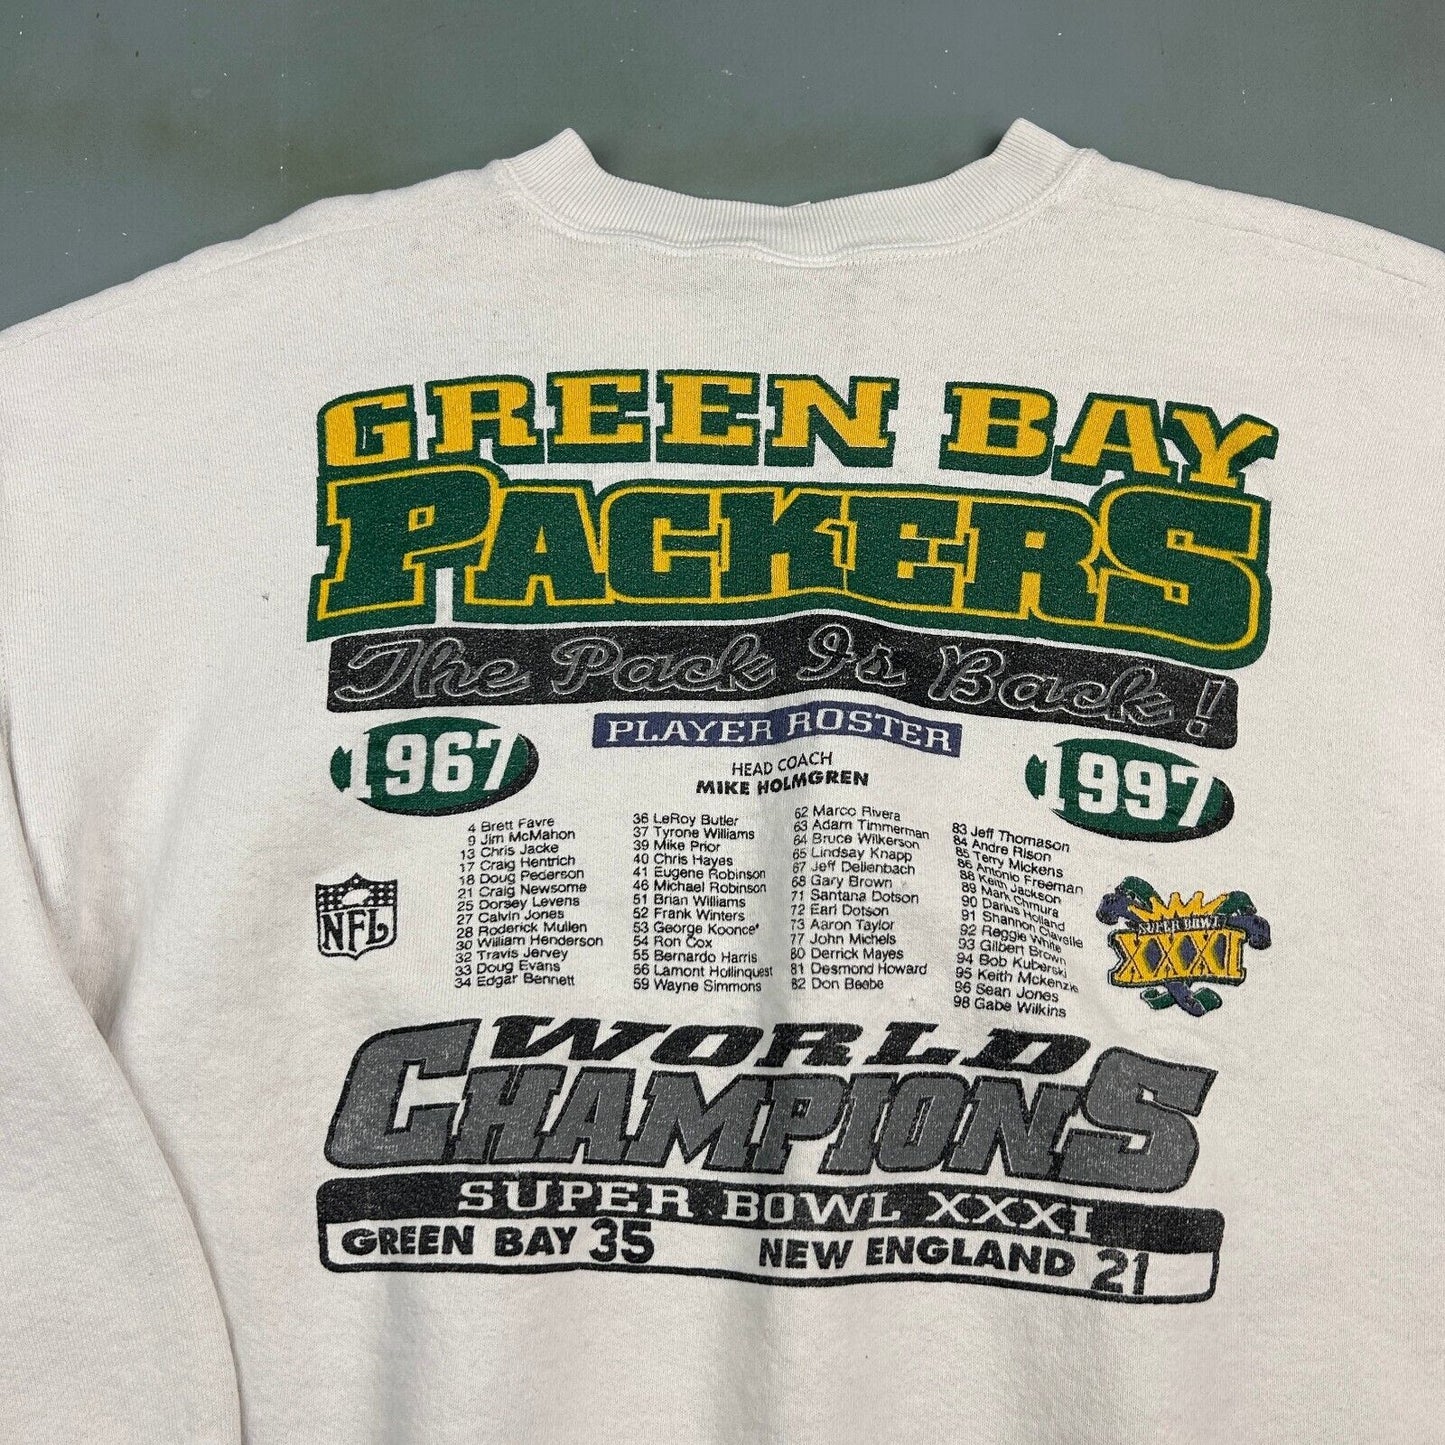 GREEN BAY
PACKERS
The Pack Is Back!
PLAYER ROSTER
1967
1997
HEAD COACH
MIKE HOLMGREN
4 Brett Favre
9 Jim McMahon
13 Chris Jacke
17 Craig Hentrich
18 Doug Pederson
21 Craig Newsome
25 Dorsey Levens
27 Calvin Jones
28 Roderick Mullen
30 William Henderson
32 Travis Jervey
33 Doug Evans
34 Edgar Bennett
36 LeRoy Butler
37 Tyrone Williams
39 Mike Prior
40 Chris Hayes
41 Eugene Robinson
46 Michael Robinson
51 Brian Williams
52 Frank Winters
53 George Koonce*
54 Ron Cox
55 Bernardo Harris
56 Lamont Hollinquest
59 Wayne Simmons
62 Marco Rivera
63 Adam Timmerman
64 Bruce Wilkerson
65 Lindsay Knapp
67 Jeff Dellenbach
68 Gary Brown
71 Santana Dotson
72 Earl Dotson
73 Aaron Taylor
77 John Michels
80 Derrick Mayes
81 Desmond Howard
82 Don Beebe
83 Jeff Thomason
84 Andre Rison
85 Terry Mickens
86 Antonio Freeman
88 Keith Jackson
89 Mark Chmura
90 Darius Holland
91 Shannon Clavelle
92 Reggie White
93 Gilbert Brown
94 Bob Kuberski
95 Keith Mckenzie
96 Sean Jones
98 Gabe Wilkins
NFL
SUPER BOWL
XXXI
WORLD
CHAMPIONS
SUPER BOWL XXXI
GREEN BAY 35 NEW ENGLAND 21